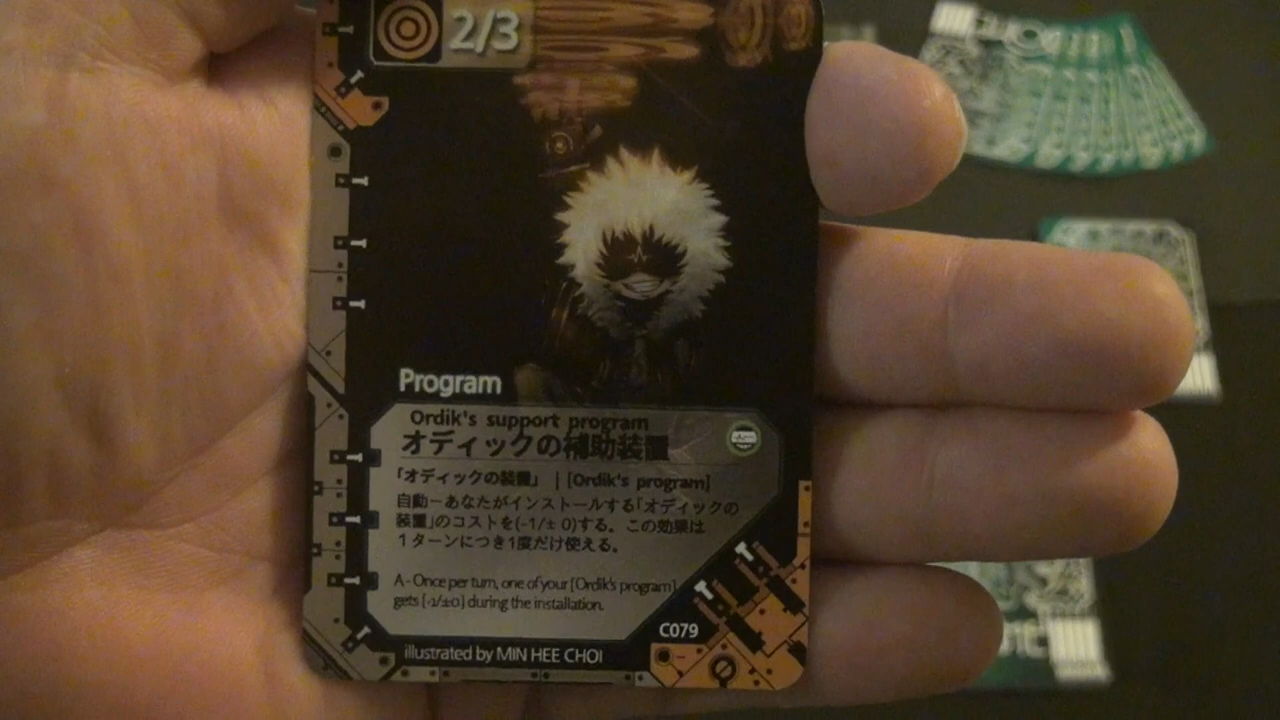 2/3
Program
Ordik's support program
オディックの補助装置
「オディックの装置」 | [Ordik's program]
自動－あなたがインストールする「オディックの
装置」のコストを(-1/± 0)する。この効果は
1ターンにつき1度だけ使える。
A - Once per turn, one of your [Ordik's program]
gets [-1/±0] during the installation.
C079
illustrated by MIN HEE CHOI